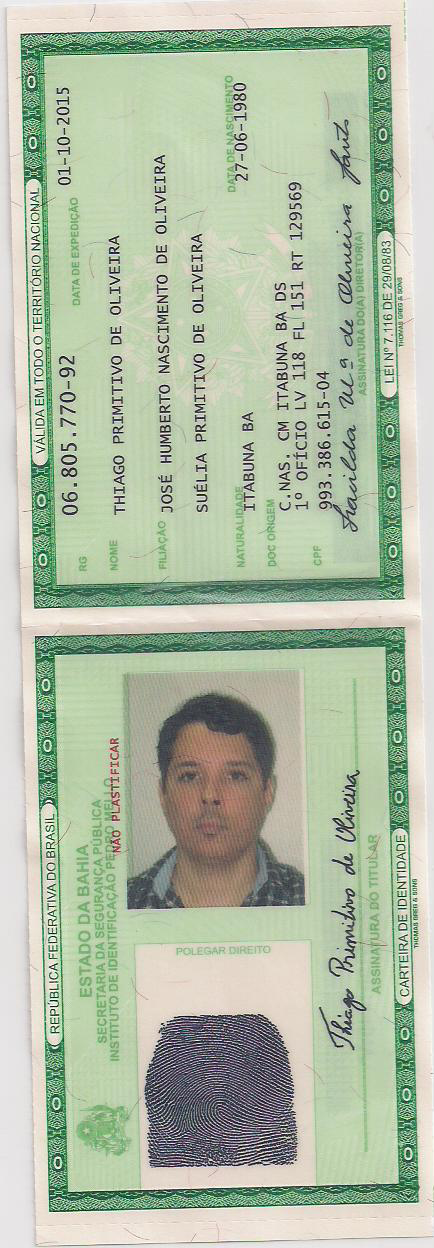 VÁLIDA EM TODO O TERRITÓRIO NACIONAL
RG 06.805.770-92 DATA DE EXPEDIÇÃO 01-10-2015
NOME THIAGO PRIMITIVO DE OLIVEIRA
FILIAÇÃO JOSÉ HUMBERTO NASCIMENTO DE OLIVEIRA
SUÉLIA PRIMITIVO DE OLIVEIRA
NATURALIDADE DATA DE NASCIMENTO
ITABUNA BA 27-06-1980
DOC ORIGEM C.NAS. CM ITABUNA BA DS
1º OFÍCIO LV 118 FL 151 RT 129569
CPF 993.386.615-04
Mª de Oliveira
ASSINATURA DO(A) DIRETOR(A)
LEI Nº 7.116 DE 29/08/83
THOMAS GREG & SONS
REPÚBLICA FEDERATIVA DO BRASIL
ESTADO DA BAHIA
SECRETARIA DA SEGURANÇA PÚBLICA
INSTITUTO DE IDENTIFICAÇÃO PEDRO MELLO
NÃO PLASTIFICAR
POLEGAR DIREITO
Thiago Primitivo de Oliveira
ASSINATURA DO TITULAR
CARTEIRA DE IDENTIDADE
THOMAS GREG & SONS